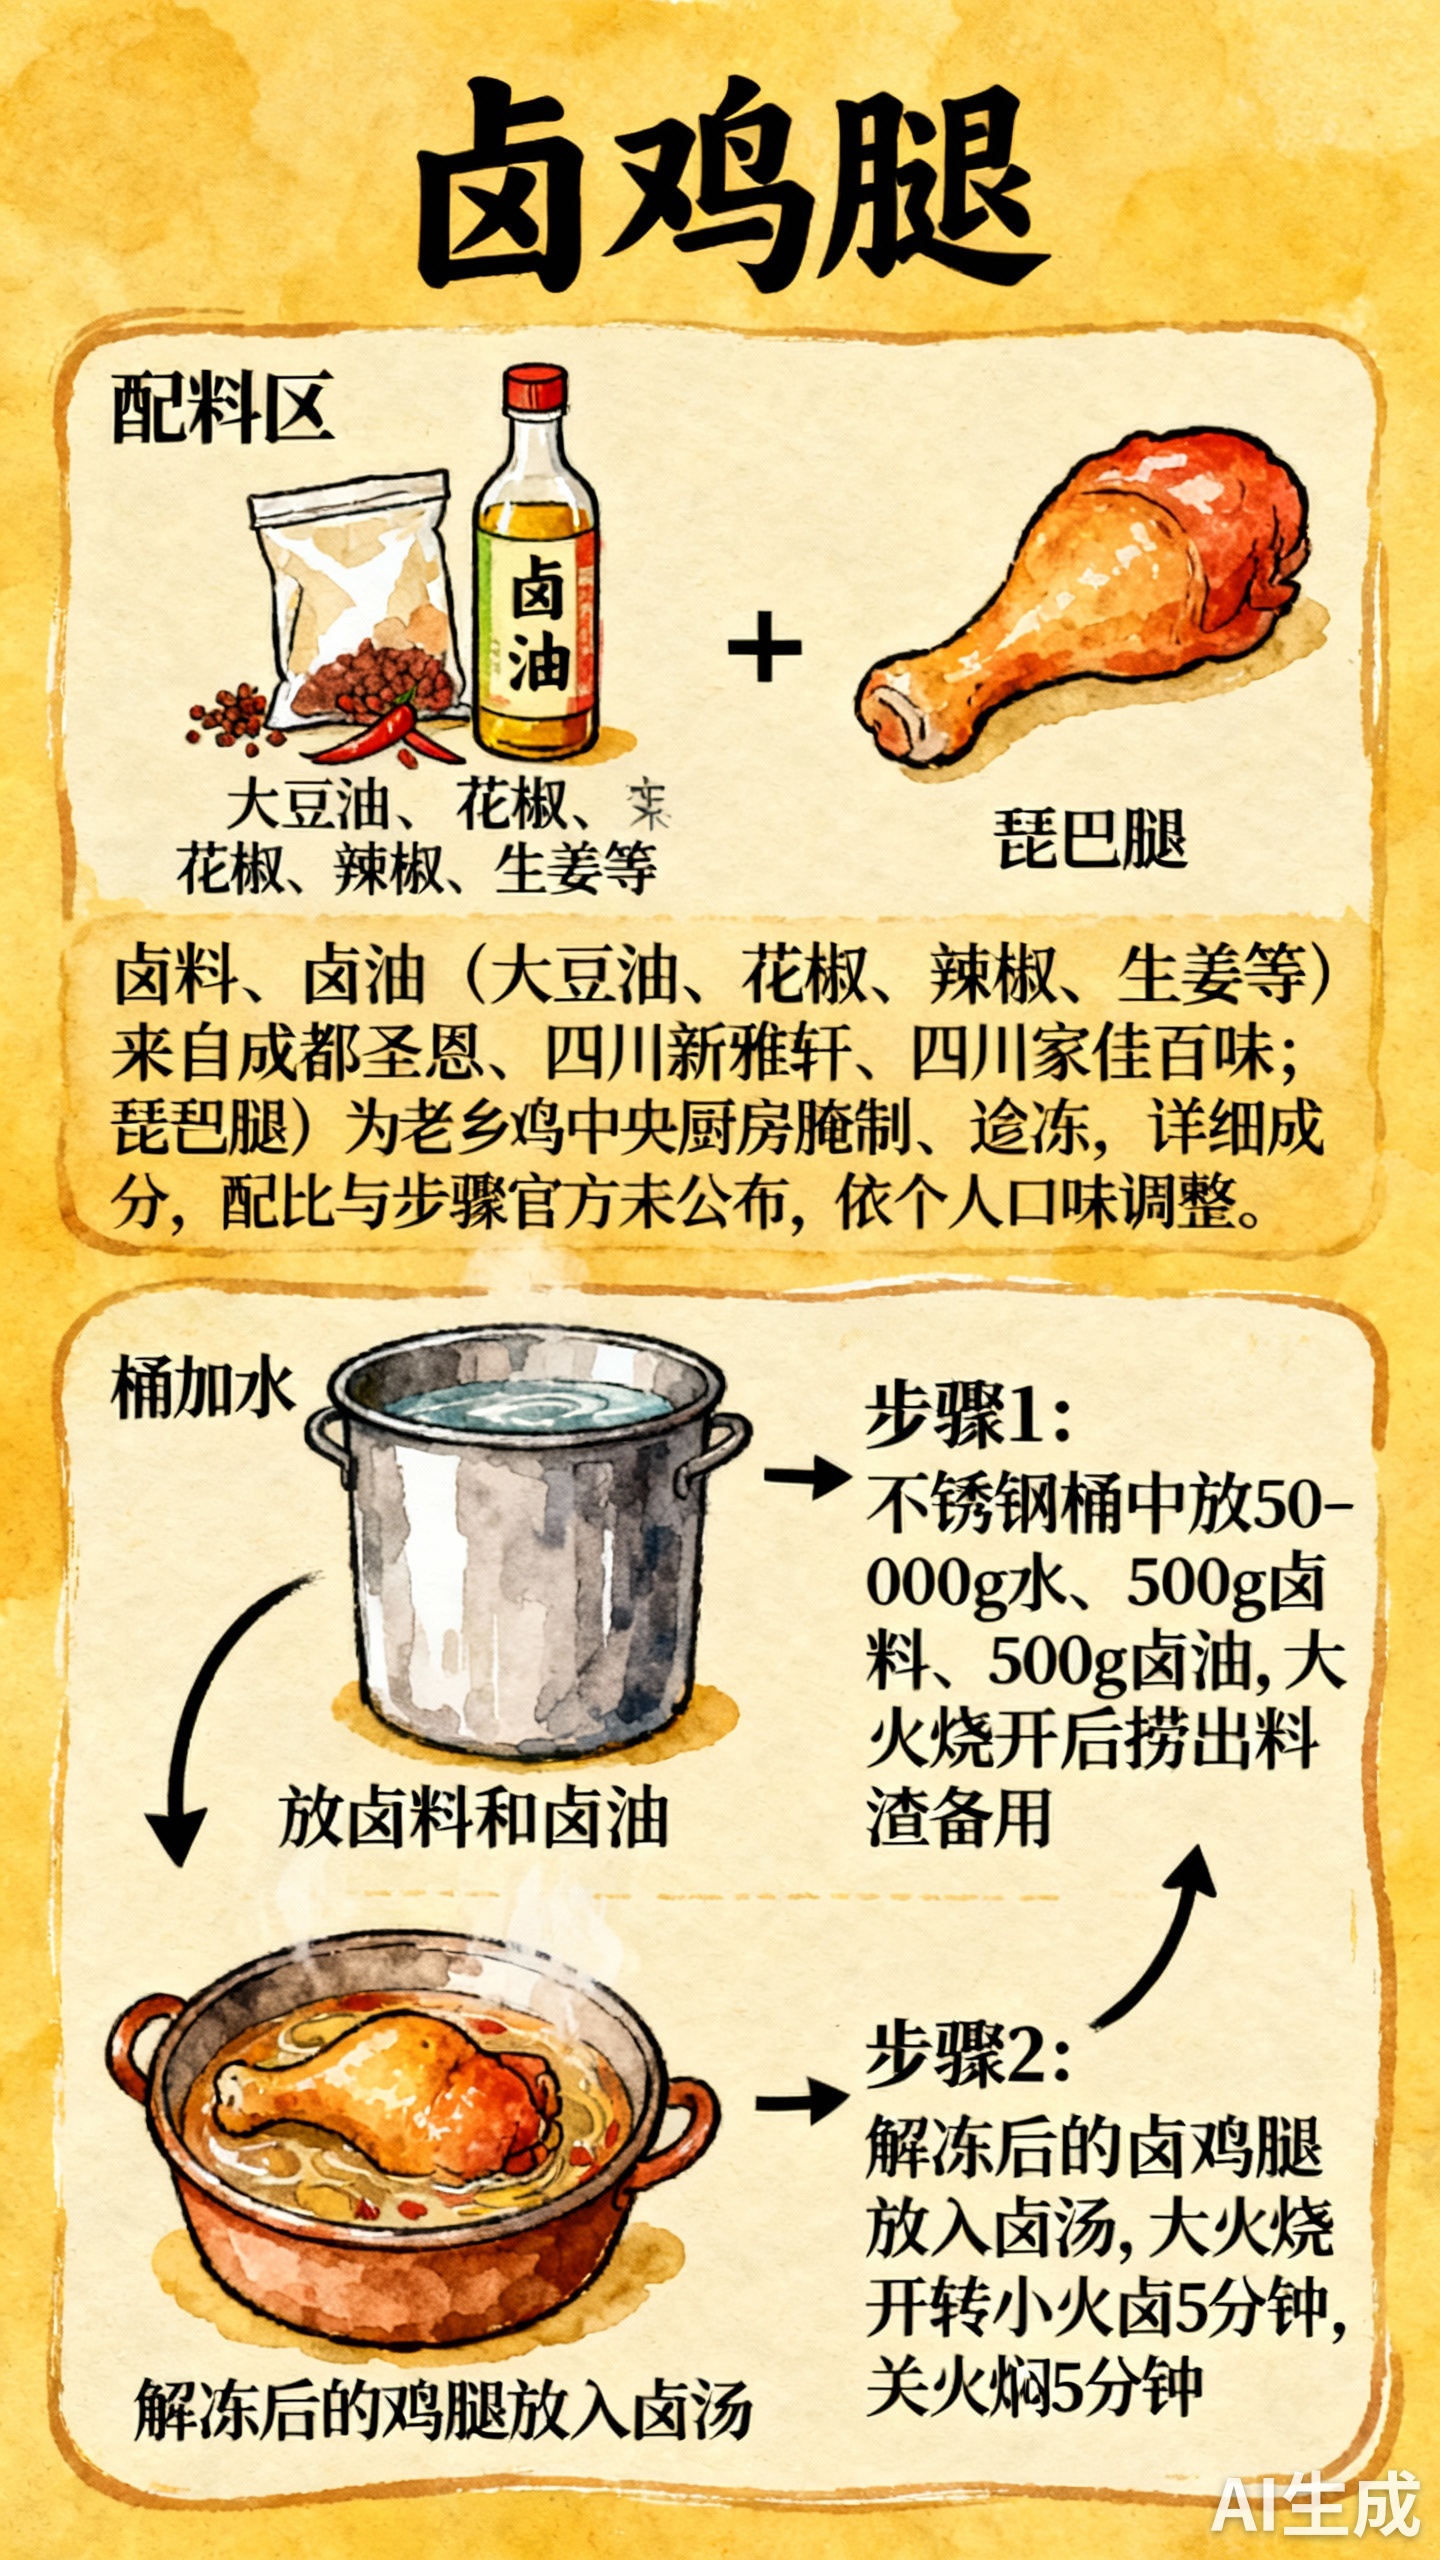 卤鸡腿
配料区
卤油
大豆油、花椒、
花椒、辣椒、生姜等
+
琵巴腿
卤料、卤油（大豆油、花椒、辣椒、生姜等）
来自成都圣恩、四川新雅轩、四川家佳百味；
琵琶腿）为老乡鸡中央厨房腌制、冻，详细成
分，配比与步骤官方未公布，依个人口味调整。
桶加水
步骤1：
不锈钢桶中放50-
000g水、500g卤
料、500g卤油，大
火烧开后捞出料
渣备用
放卤料和卤油
步骤2：
解冻后的卤鸡腿
放入卤汤，大火烧
开转小火卤5分钟，
关火焖5分钟
解冻后的鸡腿放入卤汤
AI生成